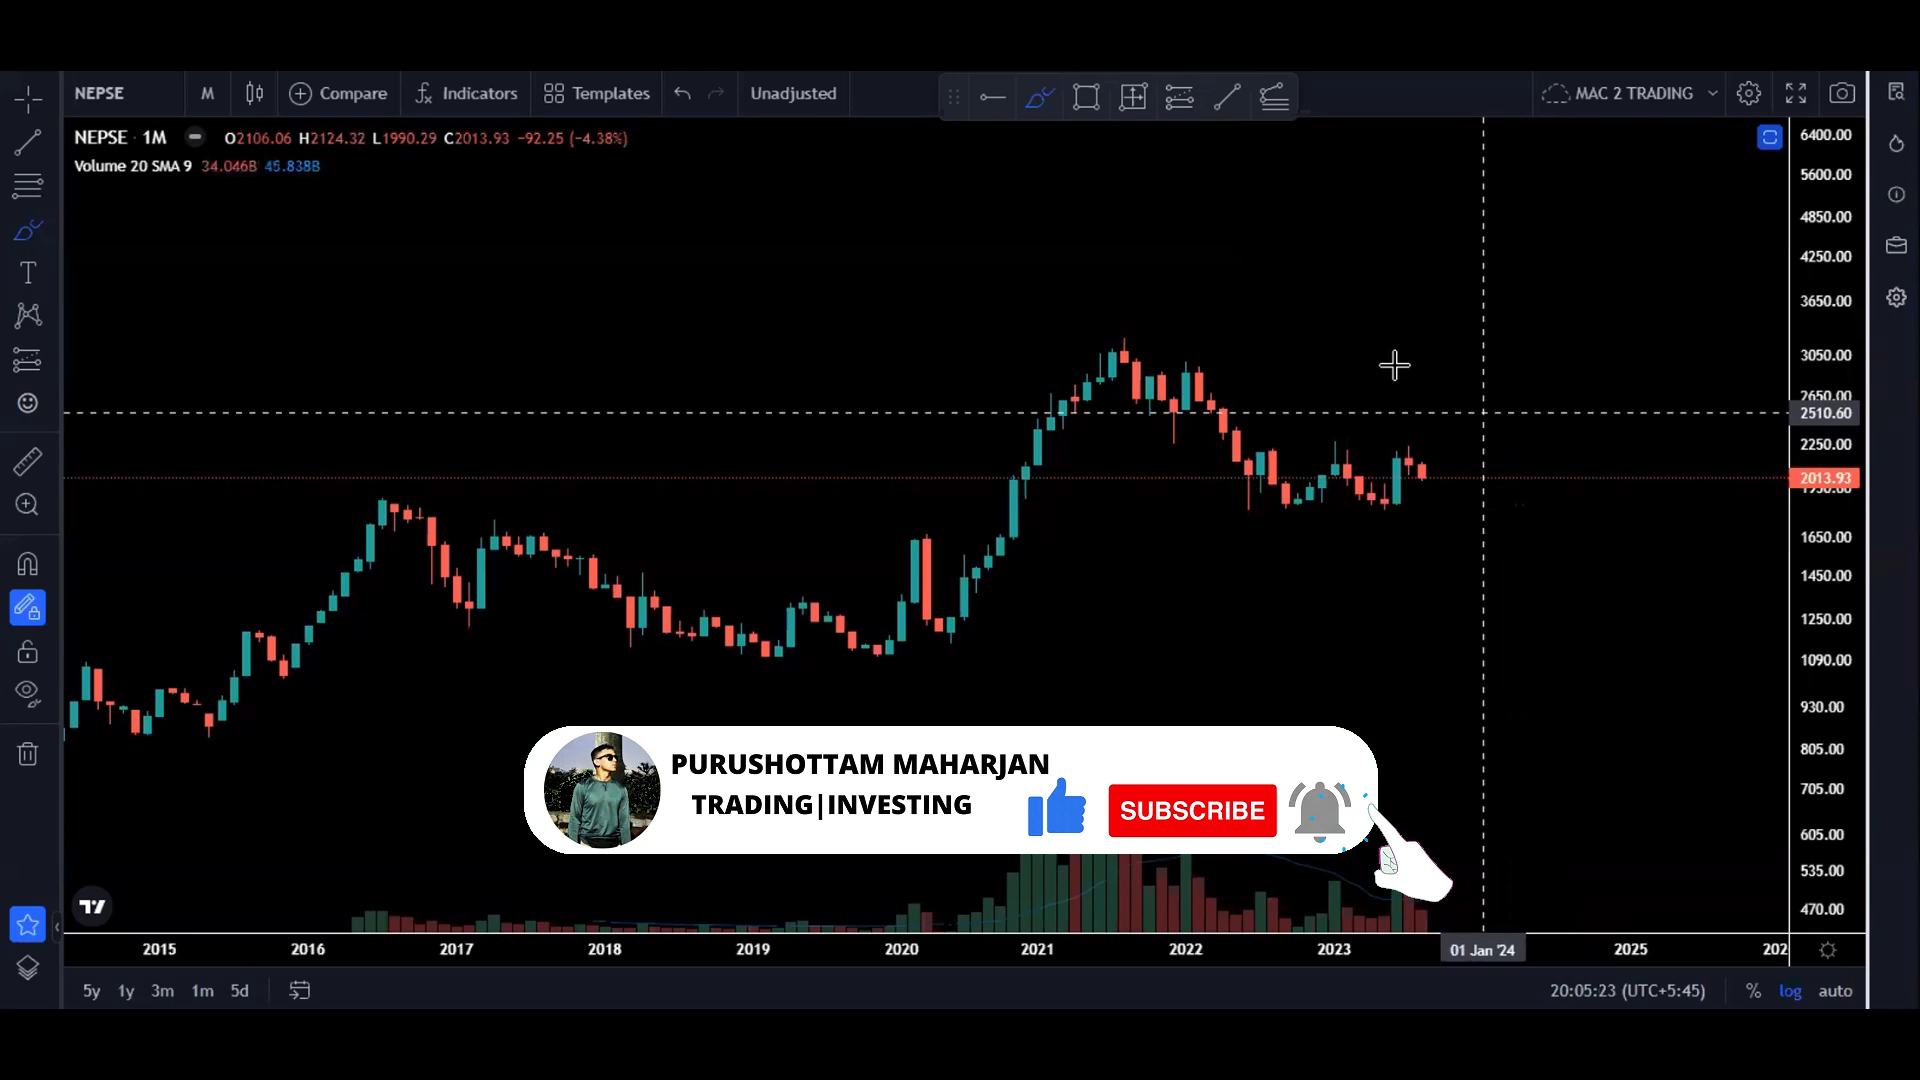 NEPSE M Compare Indicators Templates Unadjusted MAC 2 TRADING
NEPSE · 1M O2106.06 H2124.32 L1990.29 C2013.93 −92.25 (−4.38%)
Volume 20 SMA 9 34.046B 45.838B
6400.00
5600.00
4850.00
4250.00
3650.00
3050.00
2650.00
2510.60
2250.00
2013.93
1650.00
1450.00
1250.00
1090.00
930.00
805.00
705.00
605.00
535.00
470.00
PURUSHOTTAM MAHARJAN
TRADING|INVESTING
SUBSCRIBE
2015 2016 2017 2018 2019 2020 2021 2022 2023 01 Jan '24 2025 202
5y 1y 3m 1m 5d 20:05:23 (UTC+5:45) % log auto